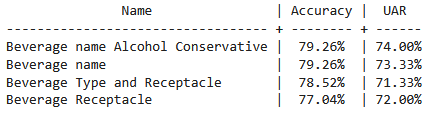 Name | Accuracy | UAR
---------------------------------- + -------- + ------
Beverage name Alcohol Conservative | 79.26% | 74.00%
Beverage name | 79.26% | 73.33%
Beverage Type and Receptacle | 78.52% | 71.33%
Beverage Receptacle | 77.04% | 72.00%